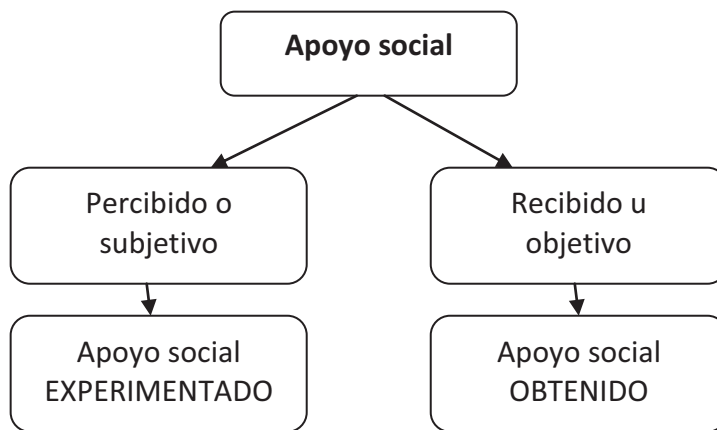 Apoyo social
Percibido o
subjetivo
Recibido u
objetivo
Apoyo social
EXPERIMENTADO
Apoyo social
OBTENIDO